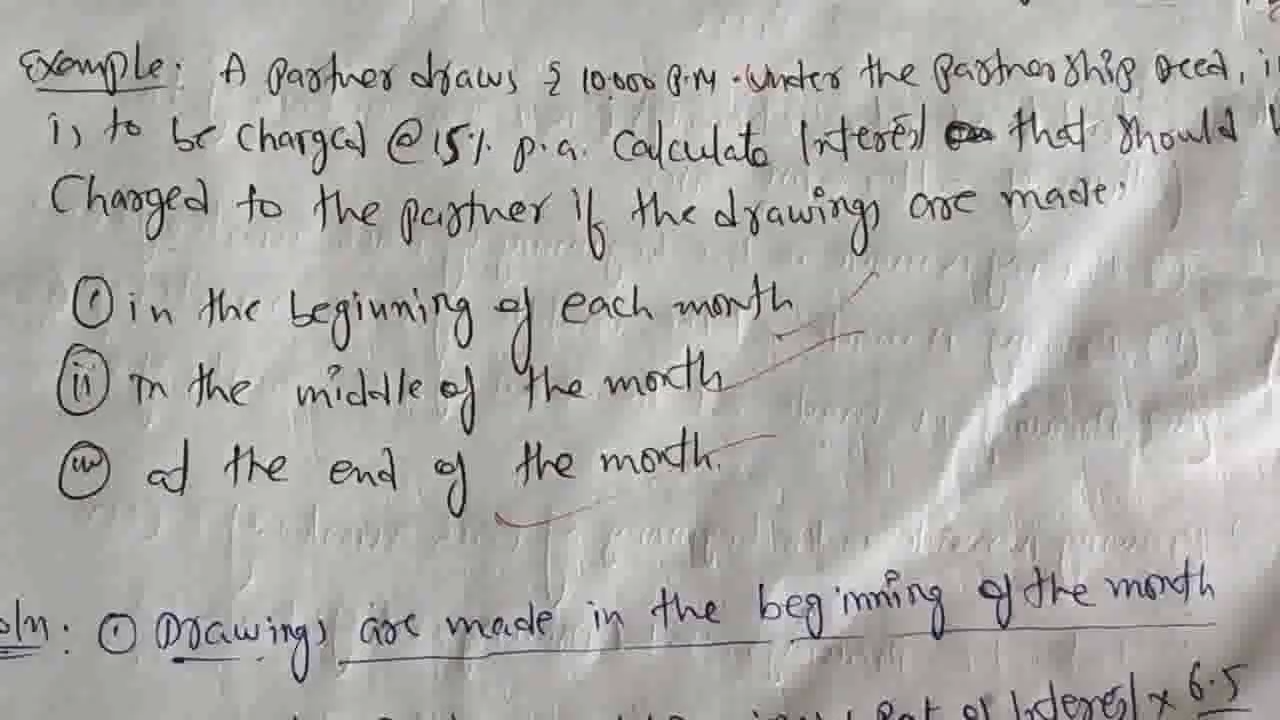 Example: A Partner draws ₹ 10,000 P.M. Under the Partnership Deed,
is to be Charged @ 15% p.a. Calculate Interest that should
Charged to the partner if the drawings are made:
(i) in the beginning of each month
(ii) in the middle of the month
(iii) at the end of the month.
Soln: (i) Drawings are made in the beginning of the month
Rat of Interest x 6.5